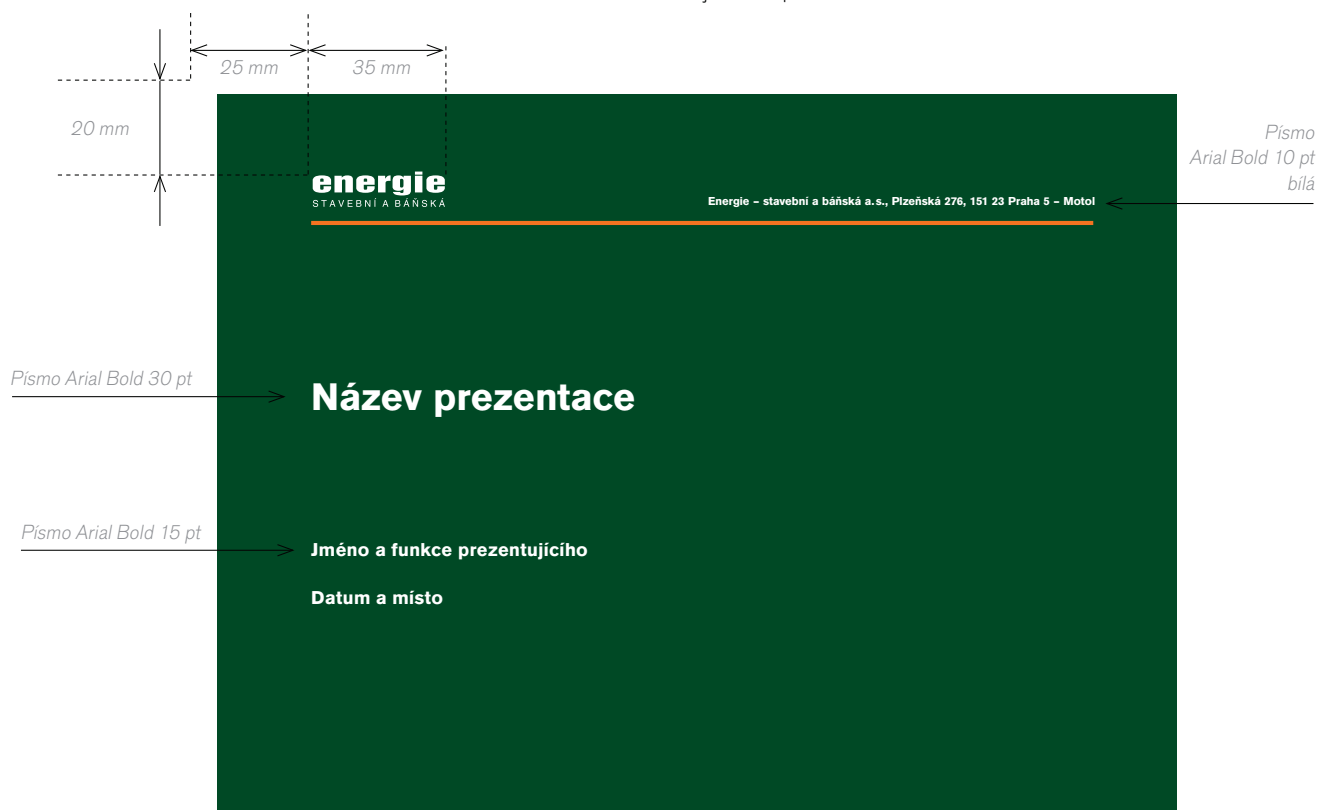 25 mm
35 mm
20 mm
Písmo
Arial Bold 10 pt
bílá
energie
STAVEBNÍ A BÁŇSKÁ
Energie – stavební a báňská a.s., Plzeňská 276, 151 23 Praha 5 – Motol
Písmo Arial Bold 30 pt
Název prezentace
Písmo Arial Bold 15 pt
Jméno a funkce prezentujícího
Datum a místo